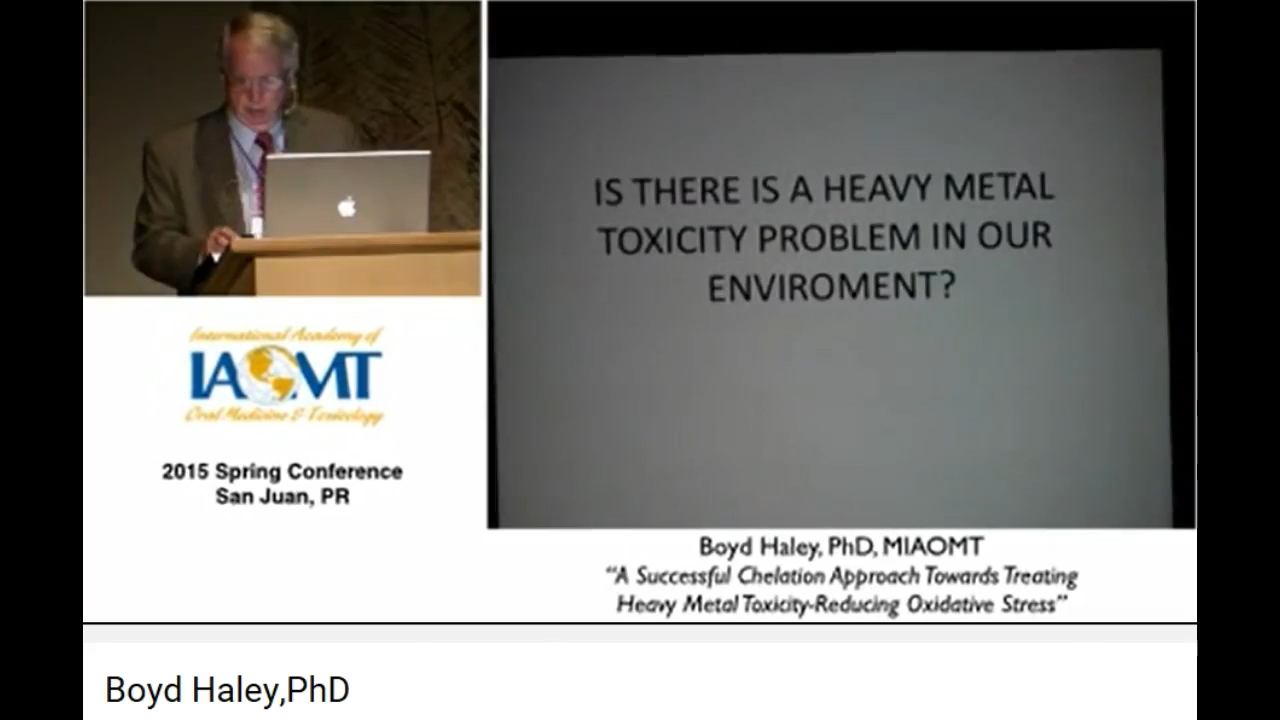 IS THERE IS A HEAVY METAL
TOXICITY PROBLEM IN OUR
ENVIROMENT?
International Academy of
IAOMT
Oral Medicine & Toxicology
2015 Spring Conference
San Juan, PR
Boyd Haley, PhD, MIAOMT
“A Successful Chelation Approach Towards Treating
Heavy Metal Toxicity-Reducing Oxidative Stress”
Boyd Haley,PhD